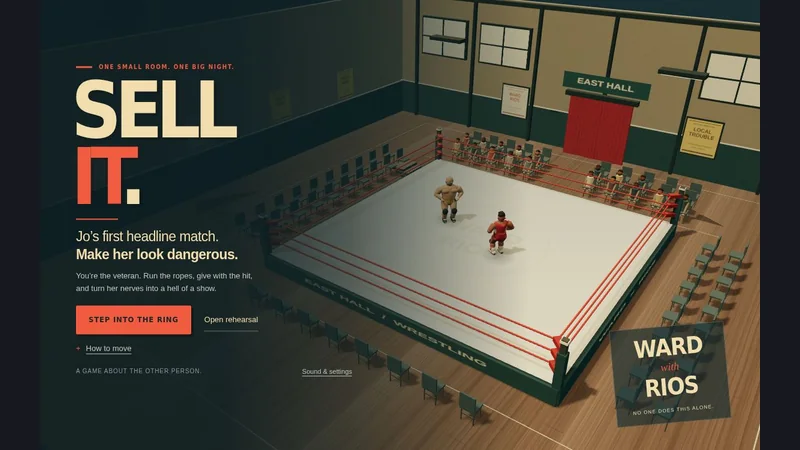 ONE SMALL ROOM. ONE BIG NIGHT.
SELL
IT.
Jo's first headline match.
Make her look dangerous.
You're the veteran. Run the ropes, give with the hit,
and turn her nerves into a hell of a show.
STEP INTO THE RING
Open rehearsal
+ How to move
A GAME ABOUT THE OTHER PERSON.
Sound & settings
EAST HALL
LOCAL
TROUBLE
EAST HALL / WRESTLING
WARD
with
RIOS
NO ONE DOES THIS ALONE.